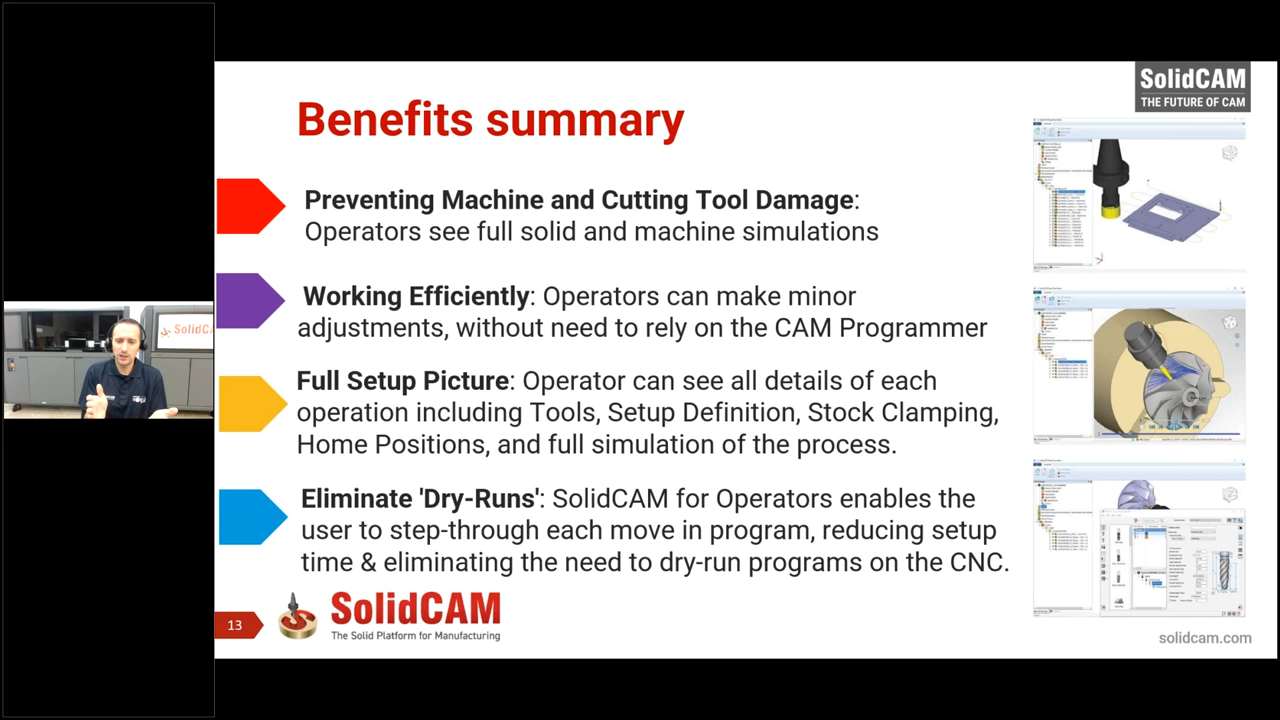 SolidCAM
THE FUTURE OF CAM
Benefits summary
Preventing Machine and Cutting Tool Damage:
Operators see full solid and machine simulations
Working Efficiently: Operators can make minor
adjustments, without need to rely on the CAM Programmer
Full Setup Picture: Operator can see all details of each
operation including Tools, Setup Definition, Stock Clamping,
Home Positions, and full simulation of the process.
Eliminate 'Dry-Runs': SolidCAM for Operators enables the
user to step-through each move in program, reducing setup
time & eliminating the need to dry-run programs on the CNC.
13
SolidCAM
The Solid Platform for Manufacturing
solidcam.com
SolidC